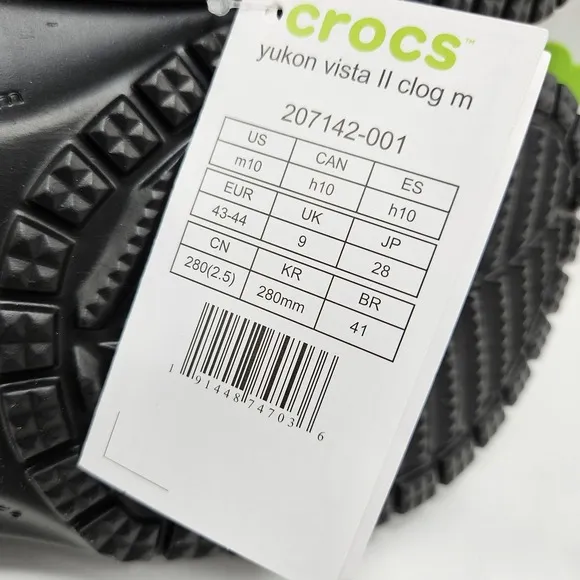 crocs™
yukon vista II clog m
207142-001
US CAN ES
m10 h10 h10
EUR UK JP
43-44 9 28
CN KR BR
280(2.5) 280mm 41
1 91448 74703 6